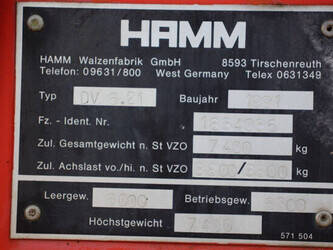 HAMM
HAMM Walzenfabrik GmbH 8593 Tirschenreuth
Telefon: 09631/800 West Germany Telex 0631349
Typ Baujahr
Fz. - Ident. Nr.
Zul. Gesamtgewicht n. St VZO 7400 kg
Zul. Achslast vo./hi. n. St VZO / kg
Leergew. Betriebsgew.
Höchstgewicht
571 504